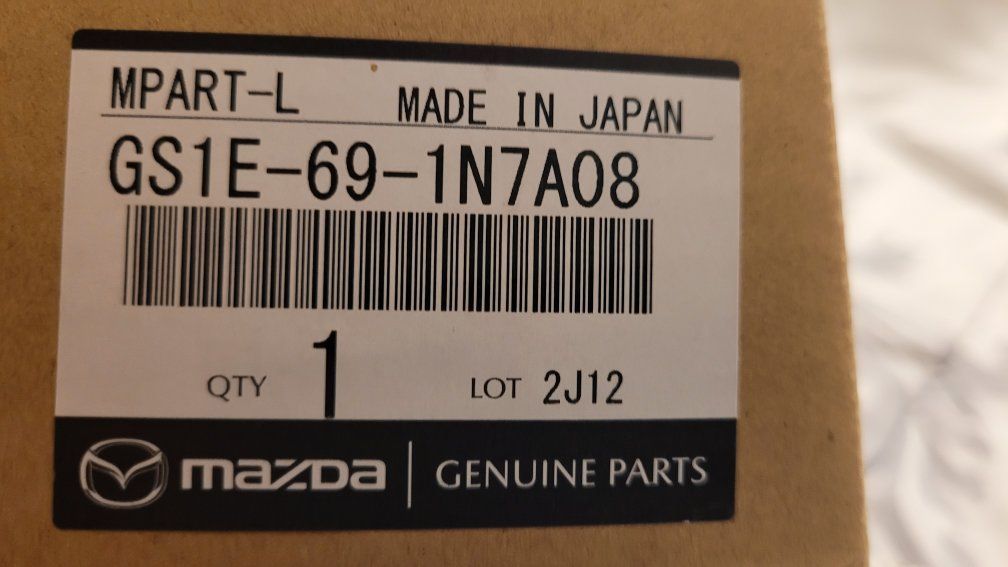 MPART-L MADE IN JAPAN
GS1E-69-1N7A08
QTY 1 LOT 2J12
mazda GENUINE PARTS